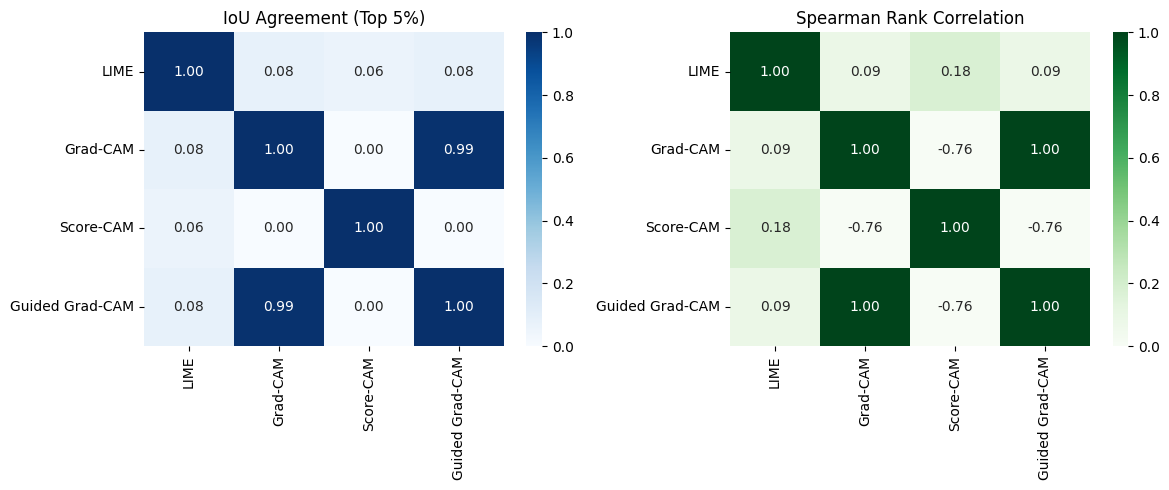 IoU Agreement (Top 5%)
LIME 1.00 0.08 0.06 0.08
Grad-CAM 0.08 1.00 0.00 0.99
Score-CAM 0.06 0.00 1.00 0.00
Guided Grad-CAM 0.08 0.99 0.00 1.00
LIME Grad-CAM Score-CAM Guided Grad-CAM
1.0
0.8
0.6
0.4
0.2
0.0
Spearman Rank Correlation
LIME 1.00 0.09 0.18 0.09
Grad-CAM 0.09 1.00 -0.76 1.00
Score-CAM 0.18 -0.76 1.00 -0.76
Guided Grad-CAM 0.09 1.00 -0.76 1.00
LIME Grad-CAM Score-CAM Guided Grad-CAM
1.0
0.8
0.6
0.4
0.2
0.0